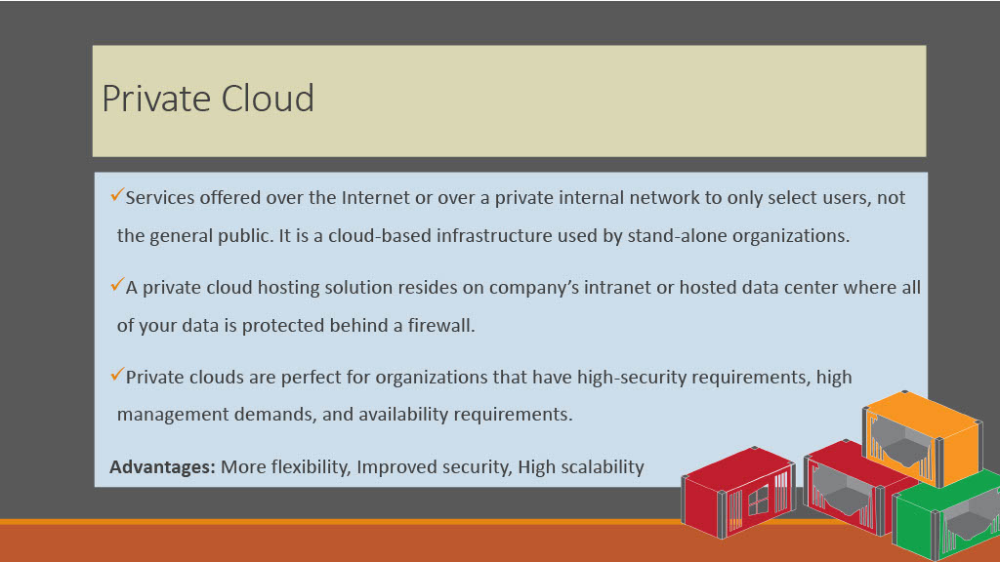 Private Cloud
✓Services offered over the Internet or over a private internal network to only select users, not
the general public. It is a cloud-based infrastructure used by stand-alone organizations.
✓A private cloud hosting solution resides on company’s intranet or hosted data center where all
of your data is protected behind a firewall.
✓Private clouds are perfect for organizations that have high-security requirements, high
management demands, and availability requirements.
Advantages: More flexibility, Improved security, High scalability